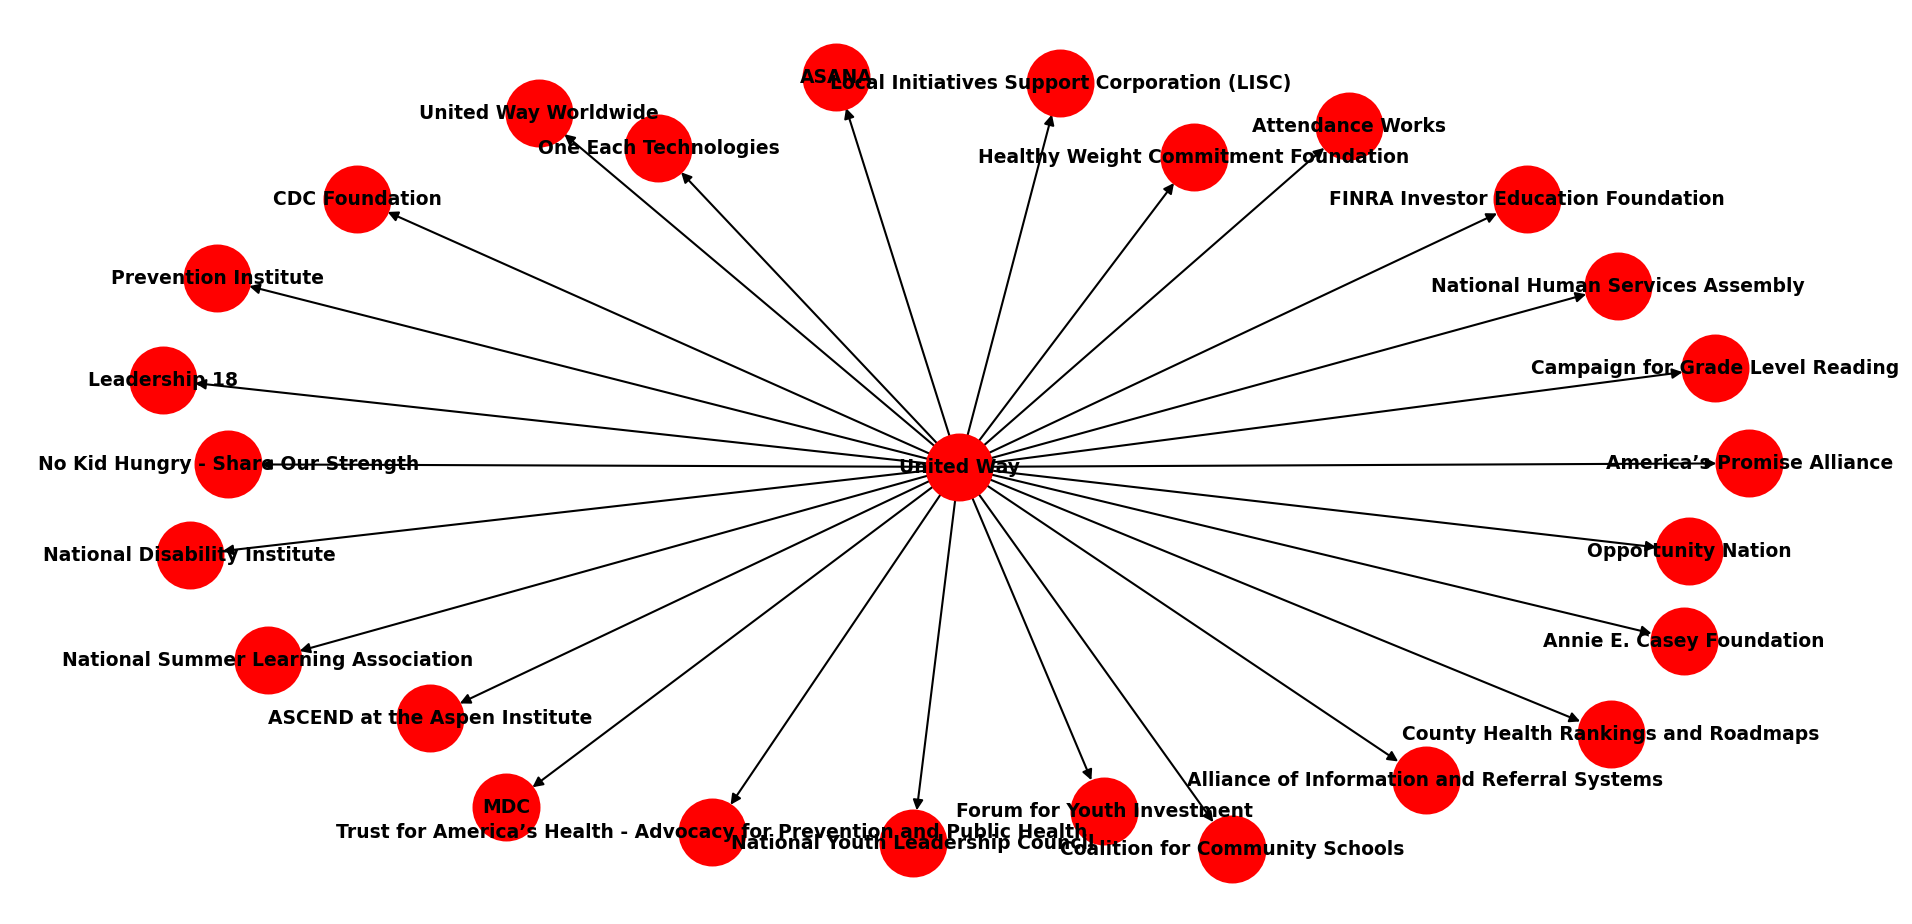 ASANA
Local Initiatives Support Corporation (LISC)
United Way Worldwide
Attendance Works
One Each Technologies
Healthy Weight Commitment Foundation
CDC Foundation
FINRA Investor Education Foundation
Prevention Institute
National Human Services Assembly
Campaign for Grade Level Reading
Leadership 18
No Kid Hungry - Share Our Strength
America’s Promise Alliance
United Way
Opportunity Nation
National Disability Institute
Annie E. Casey Foundation
National Summer Learning Association
ASCEND at the Aspen Institute
County Health Rankings and Roadmaps
Alliance of Information and Referral Systems
MDC
Forum for Youth Investment
Trust for America’s Health - Advocacy for Prevention and Public Health
National Youth Leadership Council
Coalition for Community Schools